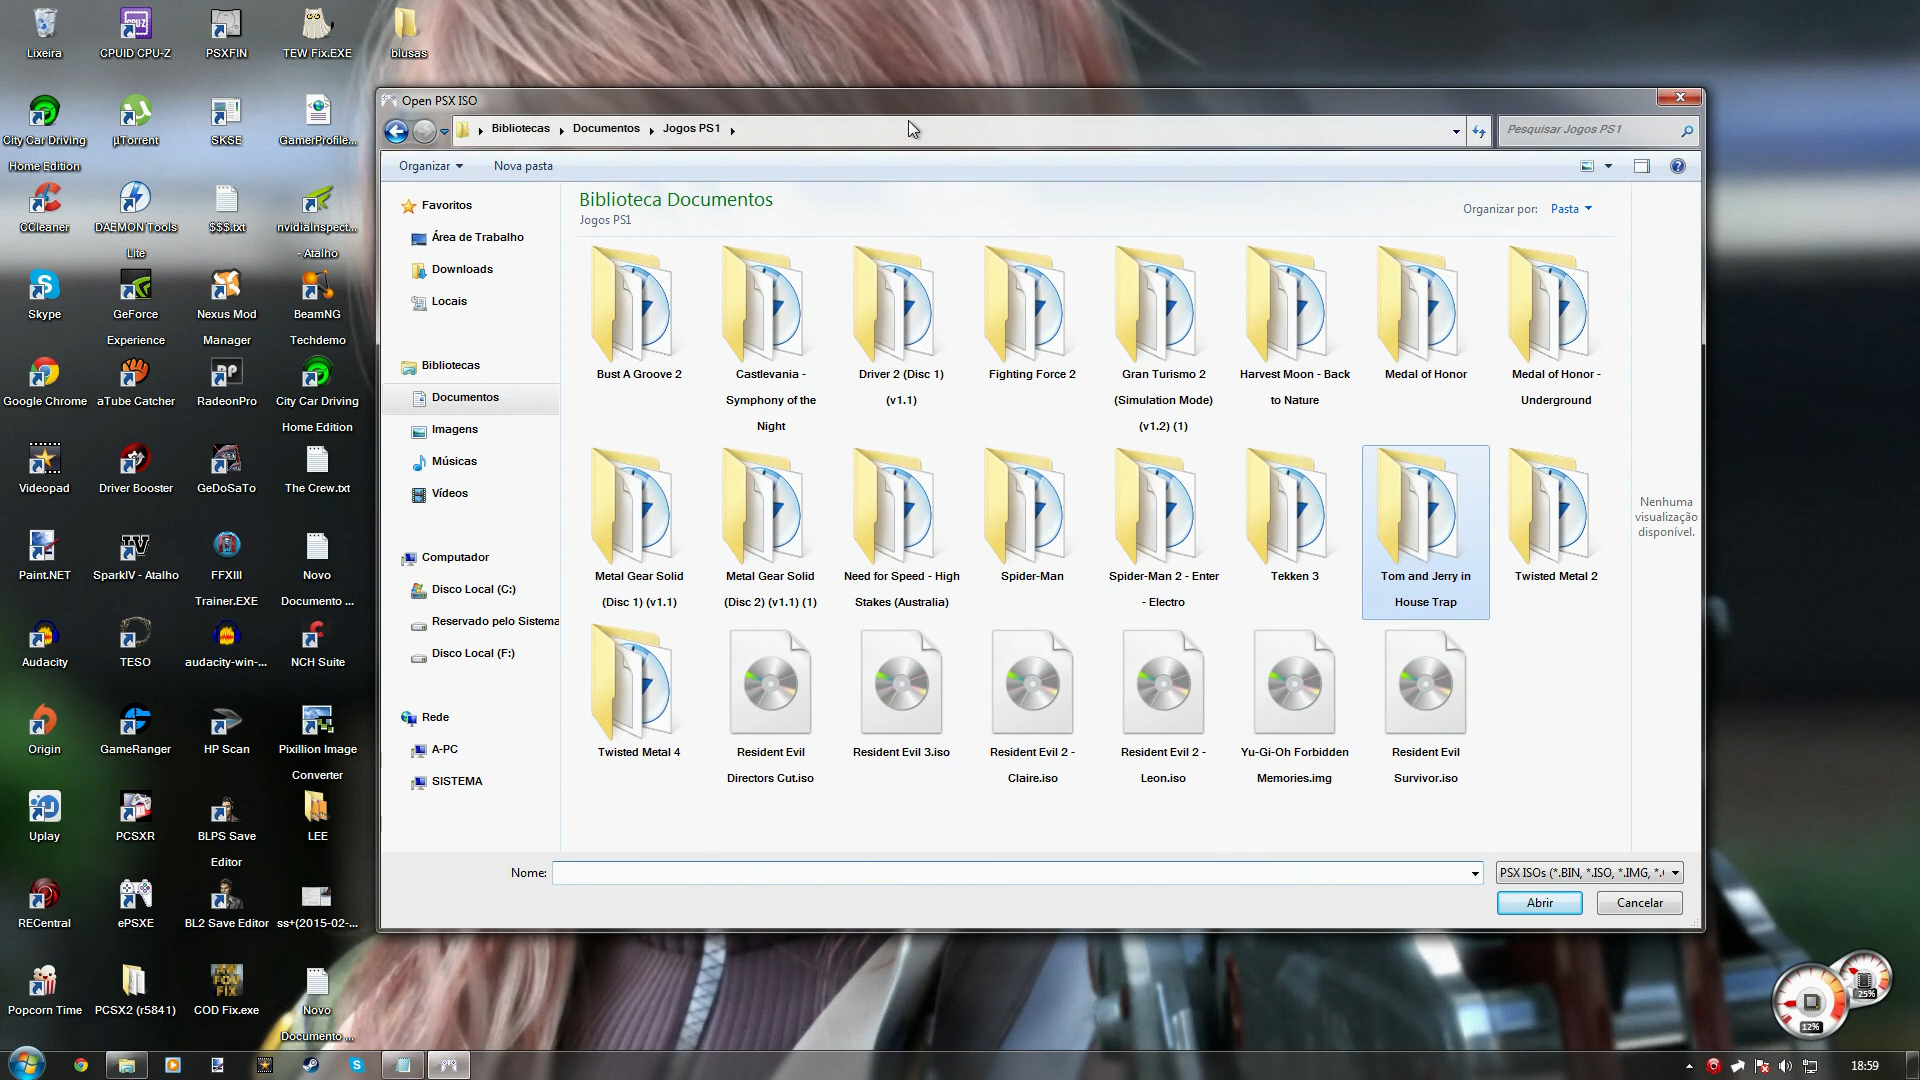 Lixeira
CPUID CPU-Z
PSXFIN
TEW Fix.EXE
blusas
City Car Driving
Home Edition
µTorrent
SKSE
GamerProfile...
CCleaner
DAEMON Tools
Lite
$$$.txt
nvidiaInspect...
- Atalho
Skype
GeForce
Experience
Nexus Mod
Manager
BeamNG
Techdemo
Google Chrome
aTube Catcher
RadeonPro
City Car Driving
Home Edition
Videopad
Driver Booster
GeDoSaTo
The Crew.txt
Paint.NET
SparkIV - Atalho
FFXIII
Trainer.EXE
Novo
Documento ...
Audacity
TESO
audacity-win-...
NCH Suite
Origin
GameRanger
HP Scan
Pixillion Image
Converter
Uplay
PCSXR
BLPS Save
Editor
LEE
RECentral
ePSXE
BL2 Save Editor
ss+(2015-02-...
Popcorn Time
PCSX2 (r5841)
COD Fix.exe
Novo
Documento ...
Open PSX ISO
Bibliotecas
Documentos
Jogos PS1
Pesquisar Jogos PS1
Organizar
Nova pasta
Favoritos
Área de Trabalho
Downloads
Locais
Bibliotecas
Documentos
Imagens
Músicas
Vídeos
Computador
Disco Local (C:)
Reservado pelo Sistema
Disco Local (F:)
Rede
A-PC
SISTEMA
Biblioteca Documentos
Jogos PS1
Organizar por:
Pasta
Bust A Groove 2
Castlevania -
Symphony of the
Night
Driver 2 (Disc 1)
(v1.1)
Fighting Force 2
Gran Turismo 2
(Simulation Mode)
(v1.2) (1)
Harvest Moon - Back
to Nature
Medal of Honor
Medal of Honor -
Underground
Metal Gear Solid
(Disc 1) (v1.1)
Metal Gear Solid
(Disc 2) (v1.1) (1)
Need for Speed - High
Stakes (Australia)
Spider-Man
Spider-Man 2 - Enter
- Electro
Tekken 3
Tom and Jerry in
House Trap
Twisted Metal 2
Twisted Metal 4
Resident Evil
Directors Cut.iso
Resident Evil 3.iso
Resident Evil 2 -
Claire.iso
Resident Evil 2 -
Leon.iso
Yu-Gi-Oh Forbidden
Memories.img
Resident Evil
Survivor.iso
Nenhuma
visualização
disponível.
Nome:
PSX ISOs (*.BIN, *.ISO, *.IMG, *.
Abrir
Cancelar
25%
12%
18:59